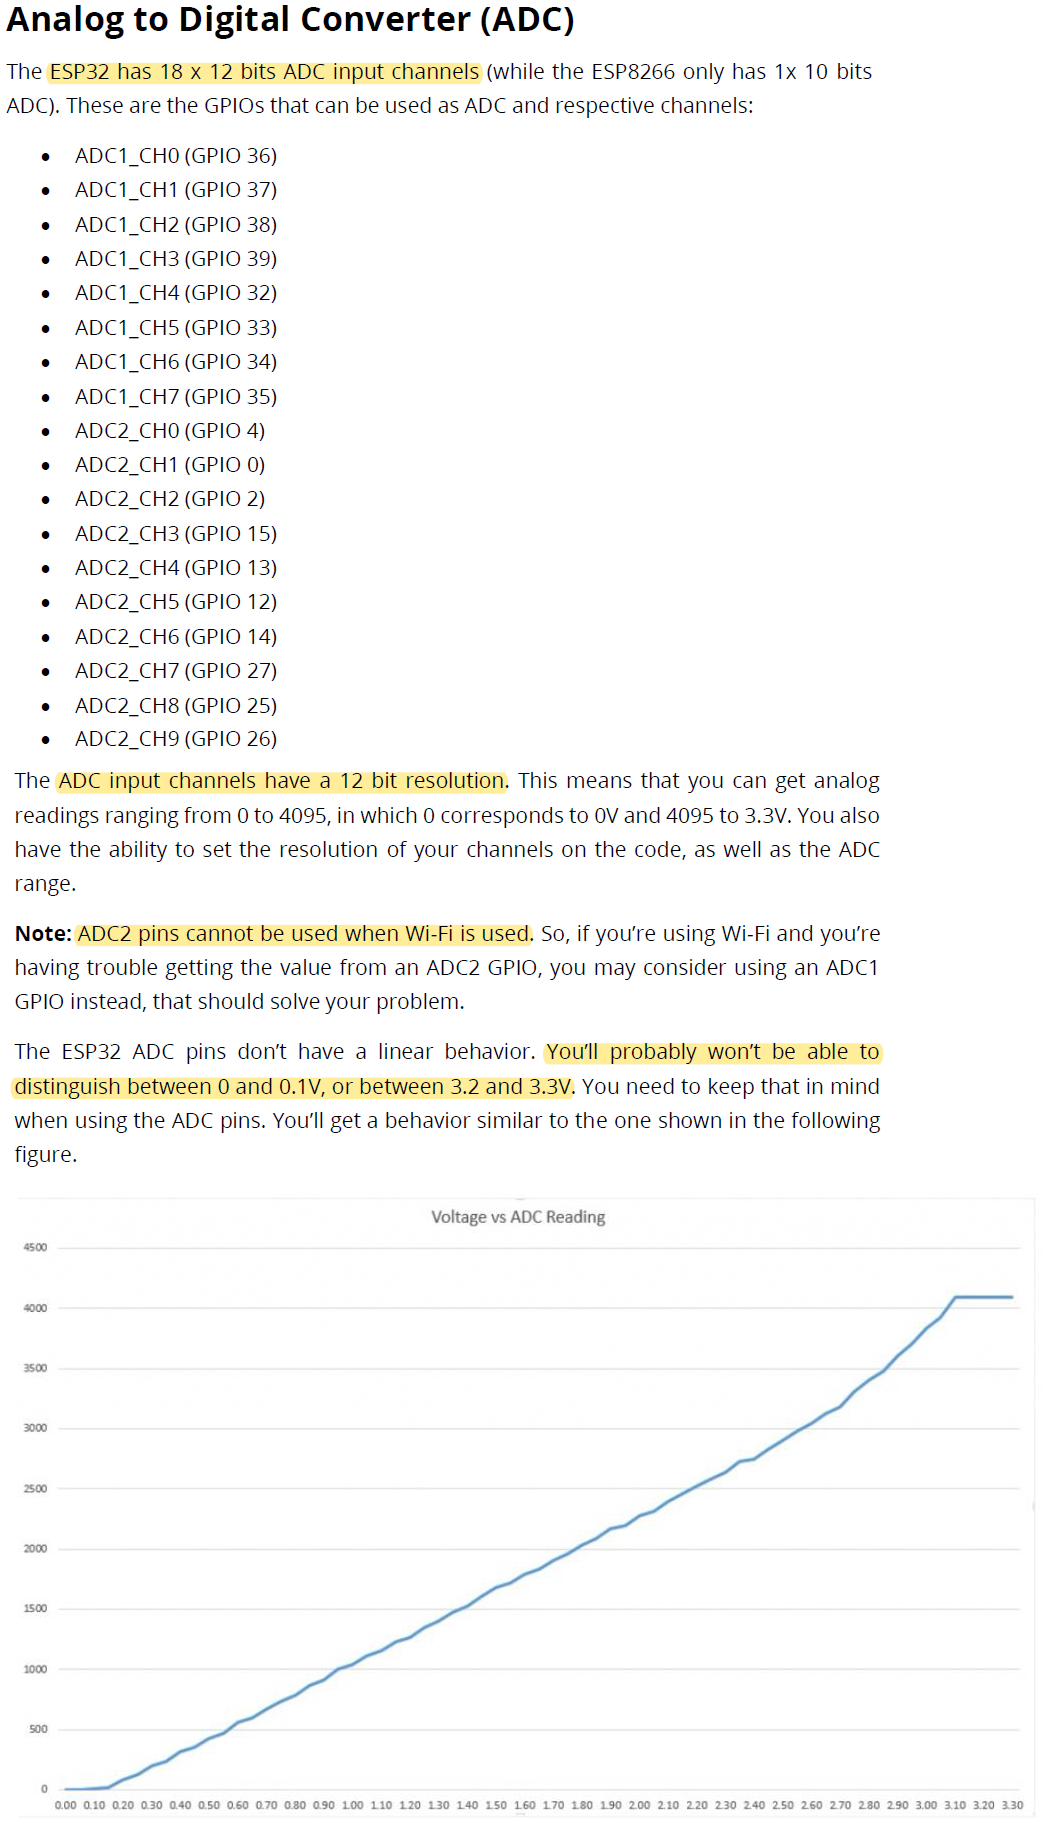 Analog to Digital Converter (ADC)
The ESP32 has 18 x 12 bits ADC input channels (while the ESP8266 only has 1x 10 bits
ADC). These are the GPIOs that can be used as ADC and respective channels:
• ADC1_CH0 (GPIO 36)
• ADC1_CH1 (GPIO 37)
• ADC1_CH2 (GPIO 38)
• ADC1_CH3 (GPIO 39)
• ADC1_CH4 (GPIO 32)
• ADC1_CH5 (GPIO 33)
• ADC1_CH6 (GPIO 34)
• ADC1_CH7 (GPIO 35)
• ADC2_CH0 (GPIO 4)
• ADC2_CH1 (GPIO 0)
• ADC2_CH2 (GPIO 2)
• ADC2_CH3 (GPIO 15)
• ADC2_CH4 (GPIO 13)
• ADC2_CH5 (GPIO 12)
• ADC2_CH6 (GPIO 14)
• ADC2_CH7 (GPIO 27)
• ADC2_CH8 (GPIO 25)
• ADC2_CH9 (GPIO 26)
The ADC input channels have a 12 bit resolution. This means that you can get analog
readings ranging from 0 to 4095, in which 0 corresponds to 0V and 4095 to 3.3V. You also
have the ability to set the resolution of your channels on the code, as well as the ADC
range.
Note: ADC2 pins cannot be used when Wi-Fi is used. So, if you’re using Wi-Fi and you’re
having trouble getting the value from an ADC2 GPIO, you may consider using an ADC1
GPIO instead, that should solve your problem.
The ESP32 ADC pins don’t have a linear behavior. You’ll probably won’t be able to
distinguish between 0 and 0.1V, or between 3.2 and 3.3V. You need to keep that in mind
when using the ADC pins. You’ll get a behavior similar to the one shown in the following
figure.
Voltage vs ADC Reading
4500
4000
3500
3000
2500
2000
1500
1000
500
0
0.00 0.10 0.20 0.30 0.40 0.50 0.60 0.70 0.80 0.90 1.00 1.10 1.20 1.30 1.40 1.50 1.60 1.70 1.80 1.90 2.00 2.10 2.20 2.30 2.40 2.50 2.60 2.70 2.80 2.90 3.00 3.10 3.20 3.30